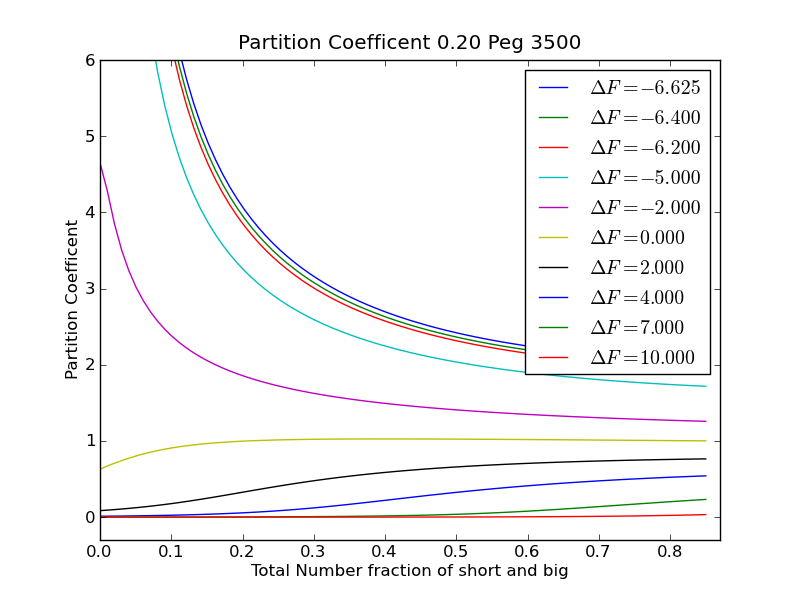 Partition Coefficent 0.20 Peg 3500
6
5
4
3
2
1
0
Partition Coefficent
ΔF=−6.625
ΔF=−6.400
ΔF=−6.200
ΔF=−5.000
ΔF=−2.000
ΔF=0.000
ΔF=2.000
ΔF=4.000
ΔF=7.000
ΔF=10.000
0.0 0.1 0.2 0.3 0.4 0.5 0.6 0.7 0.8
Total Number fraction of short and big